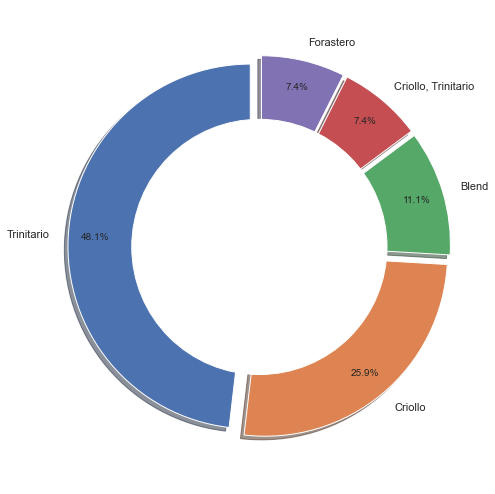 Forastero
7.4%
Criollo, Trinitario
7.4%
Blend
11.1%
Trinitario
48.1%
25.9%
Criollo